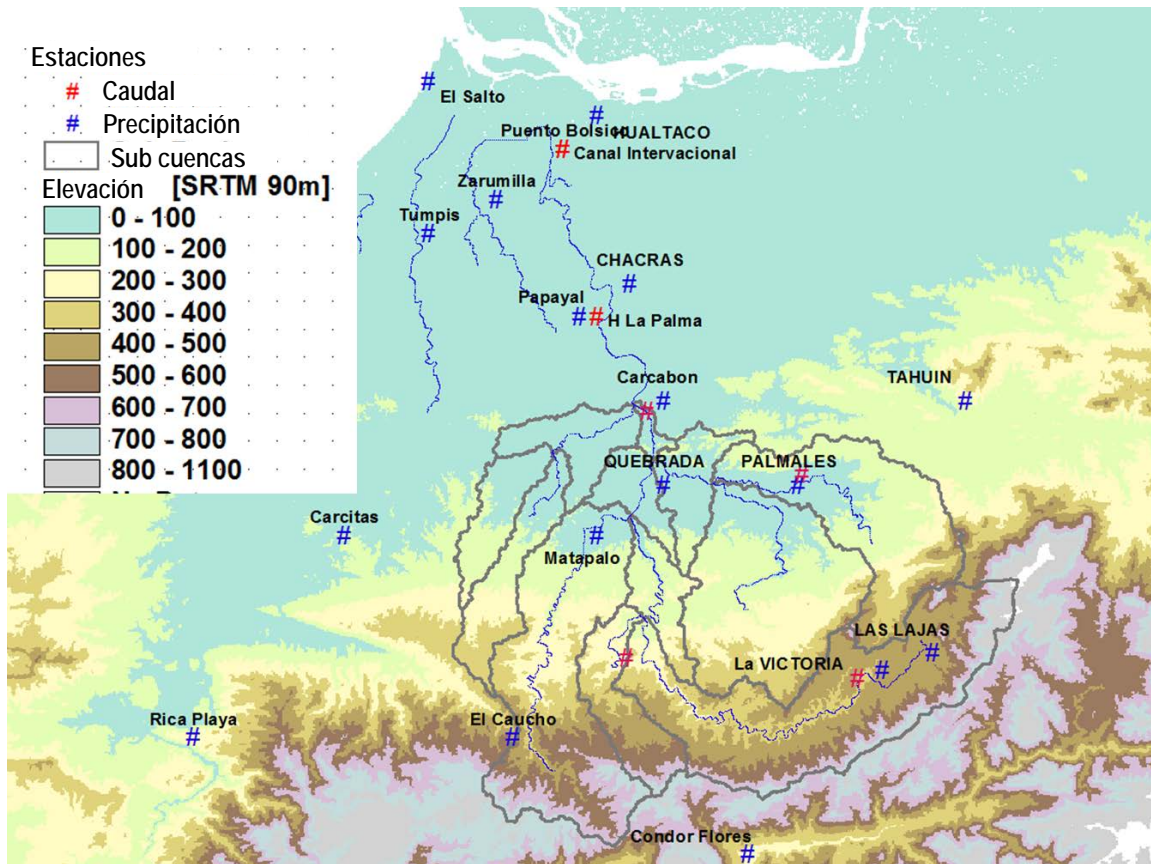 Estaciones
# Caudal
# Precipitación
Sub cuencas
Elevación [SRTM 90m]
0 - 100
100 - 200
200 - 300
300 - 400
400 - 500
500 - 600
600 - 700
700 - 800
800 - 1100
El Salto
Puento Bolsico
HUALTACO
Canal Intervacional
Zarumilla
Tumpis
CHACRAS
Papayal
H La Palma
Carcabon
TAHUIN
QUEBRADA
PALMALES
Carcitas
Matapalo
LAS LAJAS
La VICTORIA
Rica Playa
El Caucho
Condor Flores